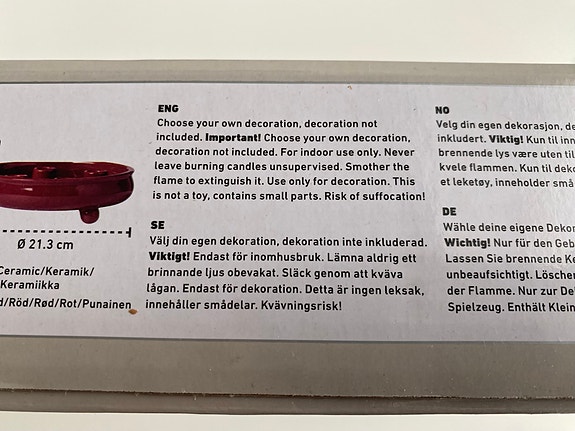 Ø 21.3 cm
Ceramic/Keramik/
Keramiikka
d/Röd/Rød/Rot/Punainen
ENG
Choose your own decoration, decoration not
included. Important! Choose your own decoration,
decoration not included. For indoor use only. Never
leave burning candles unsupervised. Smother the
flame to extinguish it. Use only for decoration. This
is not a toy, contains small parts. Risk of suffocation!
SE
Välj din egen dekoration, dekoration inte inkluderad.
Viktigt! Endast för inomhusbruk. Lämna aldrig ett
brinnande ljus obevakat. Släck genom att kväva
lågan. Endast för dekoration. Detta är ingen leksak,
innehåller smådelar. Kvävningsrisk!
NO
Velg din egen dekorasjon, de
inkludert. Viktig! Kun til inn
brennende lys være uten til
kvele flammen. Kun til deko
et leketøy, inneholder små
DE
Wähle deine eigene Dekor
Wichtig! Nur für den Geb
Lassen Sie brennende Ke
unbeaufsichtigt. Löschen
der Flamme. Nur zur De
Spielzeug. Enthält Klein